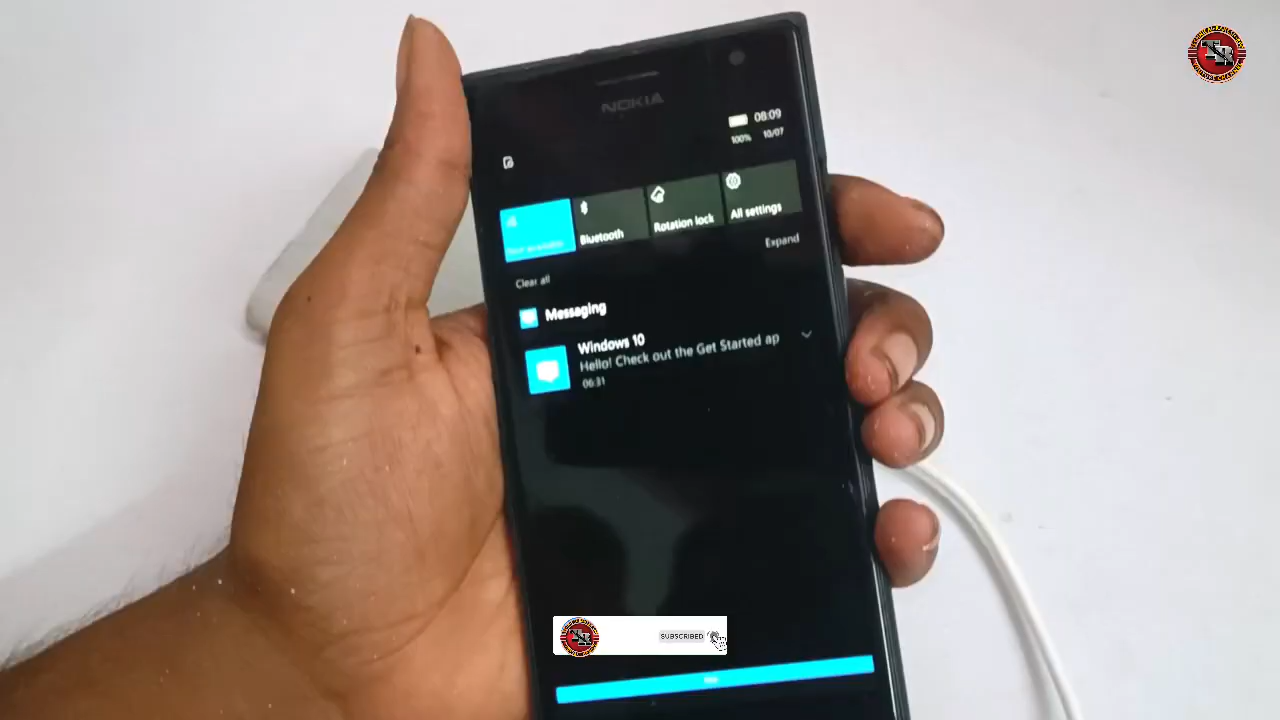 NOKIA
08:09
100% 10/07
Bluetooth
Rotation lock
All settings
Expand
Clear all
Messaging
Windows 10
Hello! Check out the Get Started ap
06:31
SUBSCRIBED